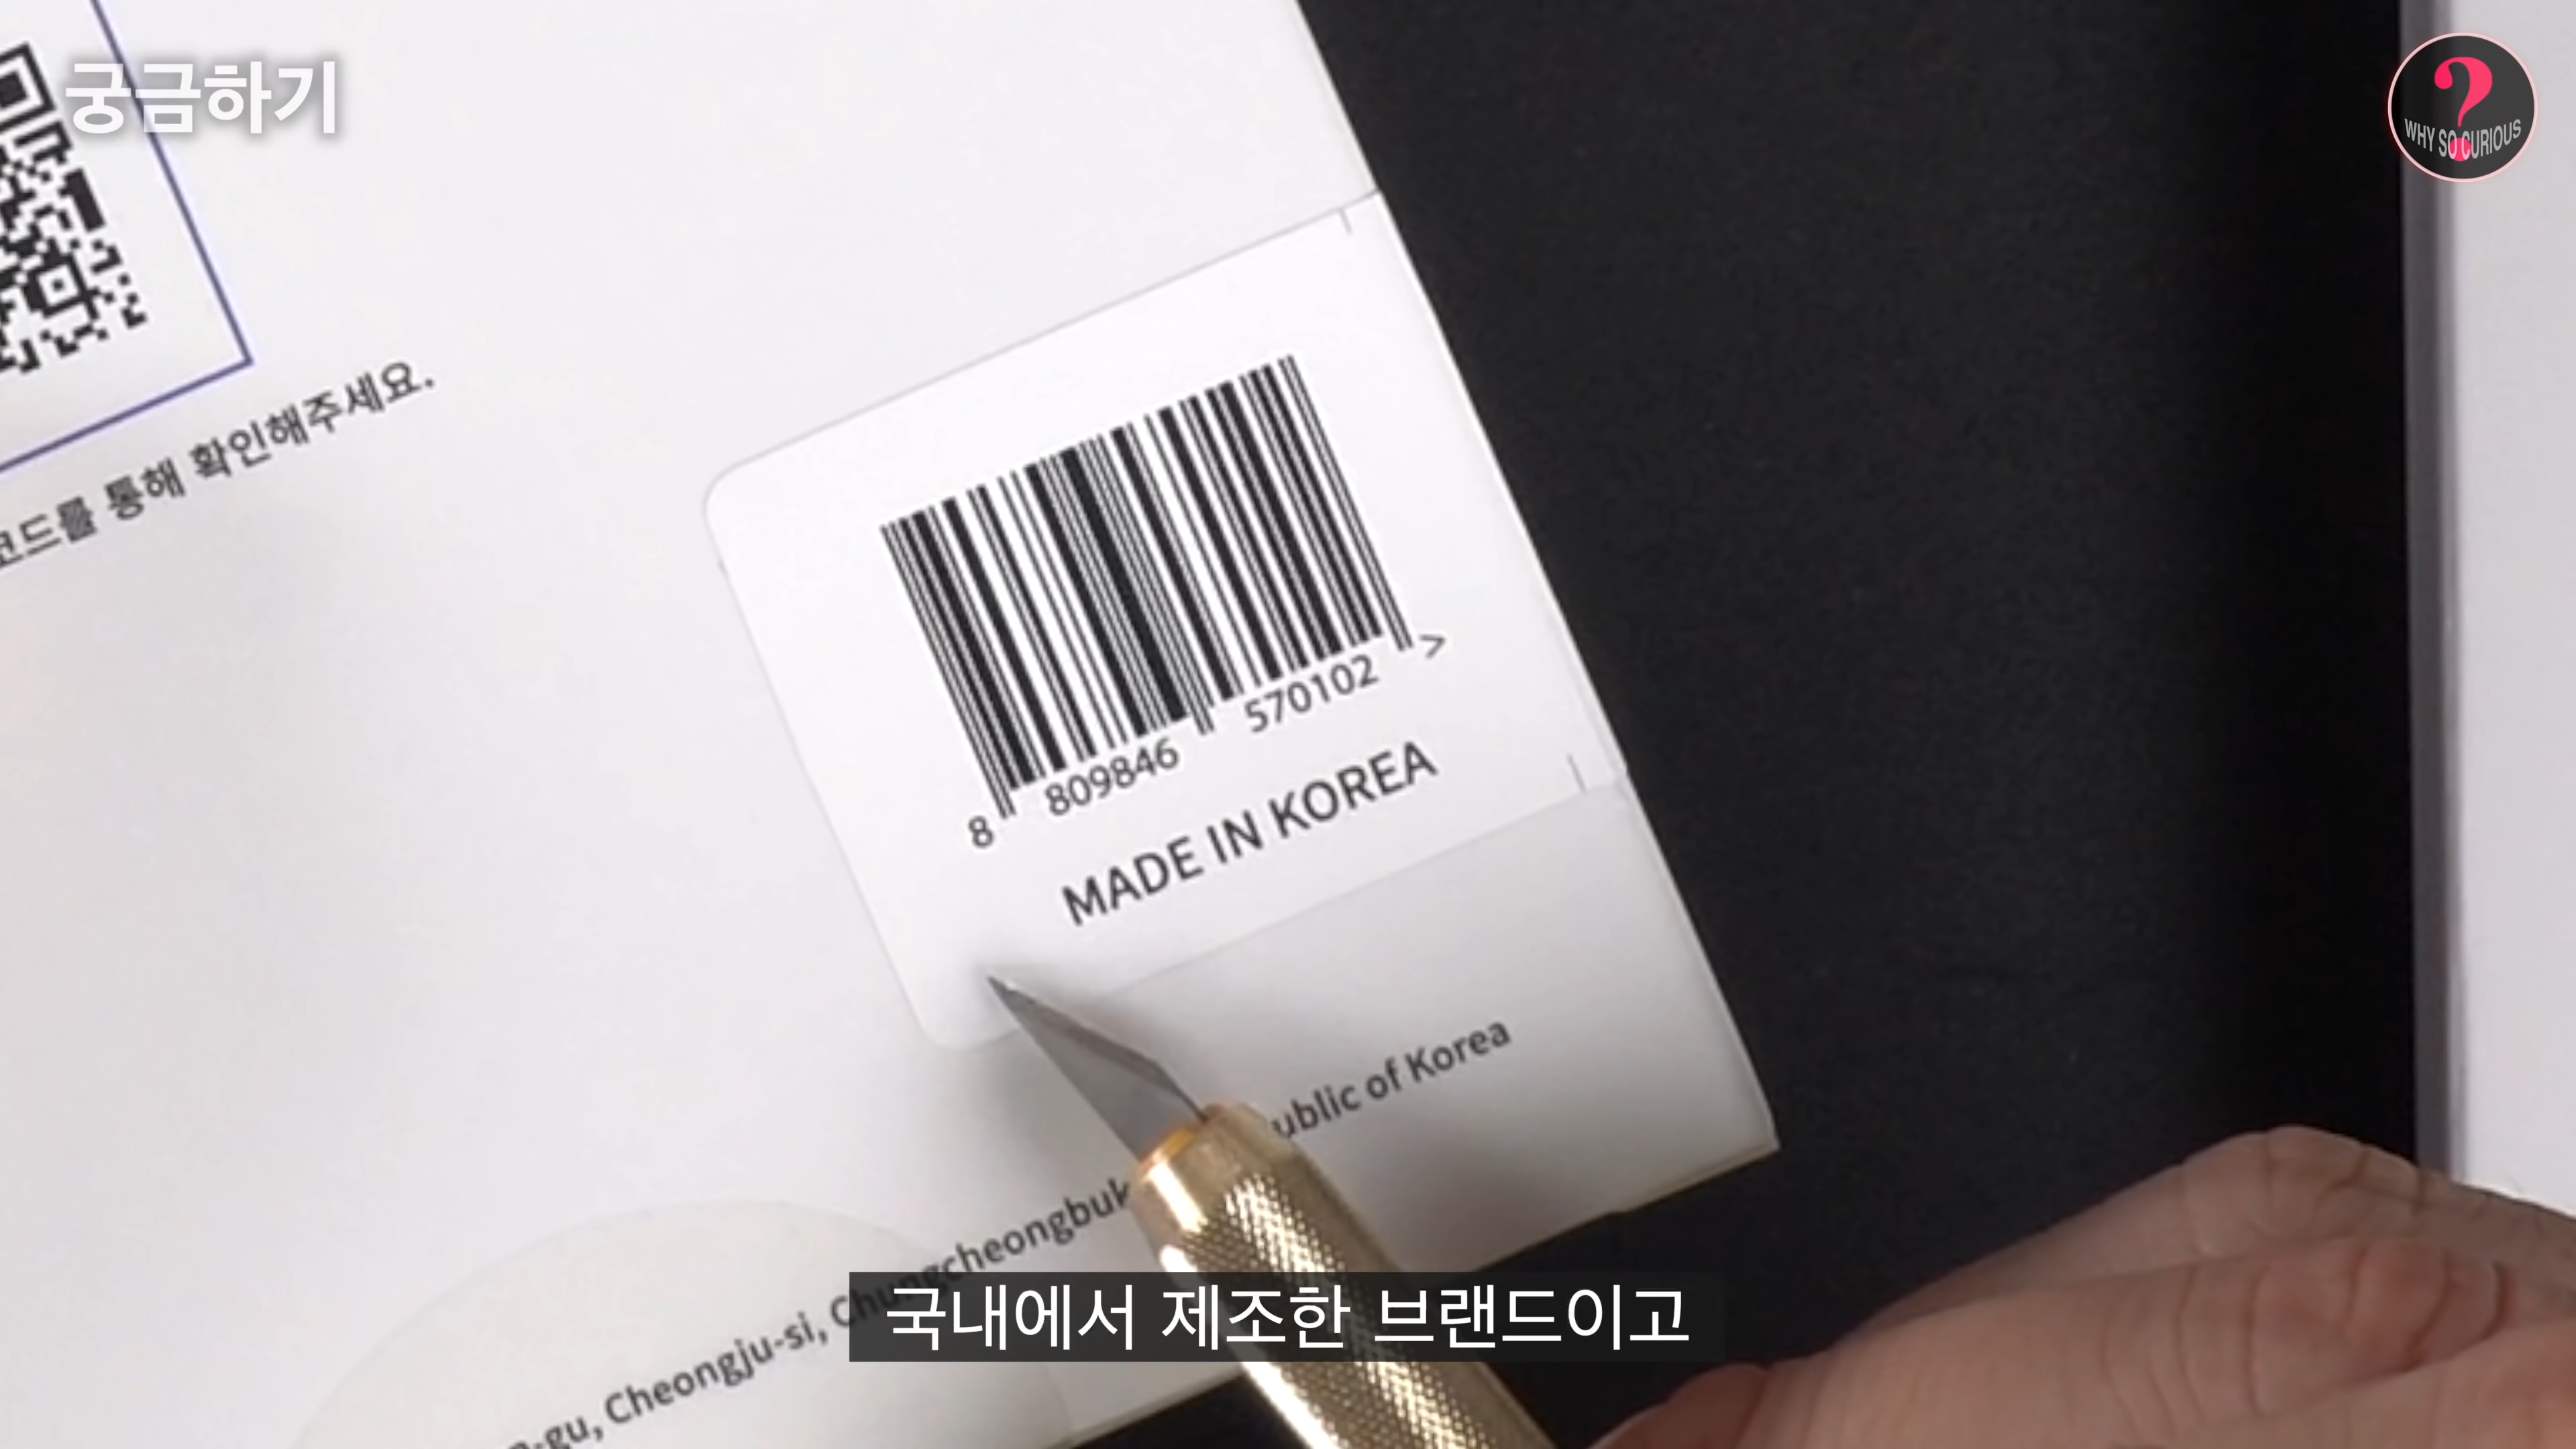 궁금하기
WHY SO CURIOUS
?
코드를 통해 확인해주세요.
8 809846 570102 >
MADE IN KOREA
Cheongju-si, Chungcheongbuk
of Korea
국내에서 제조한 브랜드이고